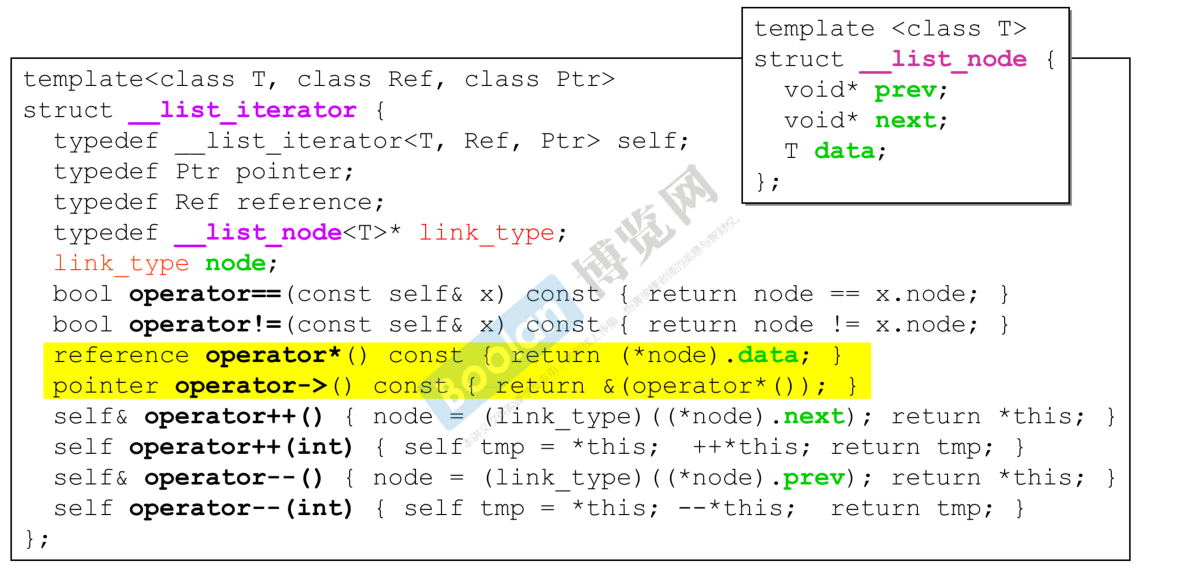 template <class T>
struct __list_node {
  void* prev;
  void* next;
  T data;
};
template<class T, class Ref, class Ptr>
struct __list_iterator {
  typedef __list_iterator<T, Ref, Ptr> self;
  typedef Ptr pointer;
  typedef Ref reference;
  typedef __list_node<T>* link_type;
  link_type node;
  bool operator==(const self& x) const { return node == x.node; }
  bool operator!=(const self& x) const { return node != x.node; }
  reference operator*() const { return (*node).data; }
  pointer operator->() const { return &(operator*()); }
  self& operator++() { node = (link_type)((*node).next); return *this; }
  self operator++(int) { self tmp = *this;  ++*this; return tmp; }
  self& operator--() { node = (link_type)((*node).prev); return *this; }
  self operator--(int) { self tmp = *this; --*this;  return tmp; }
};
Boolan 博览网